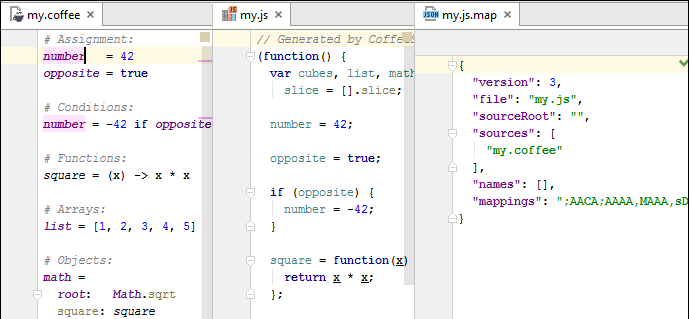 my.coffee
# Assignment:
number   = 42
opposite = true
# Conditions:
number = -42 if opposite
# Functions:
square = (x) -> x * x
# Arrays:
list = [1, 2, 3, 4, 5]
# Objects:
math =
root:   Math.sqrt
square: square
JS
my.js
// Generated by Coffe
(function() {
var cubes, list, math
slice = [].slice;
number = 42;
opposite = true;
if (opposite) {
number = -42;
}
square = function(x)
return x * x;
};
JSON
my.js.map
{
"version": 3,
"file": "my.js",
"sourceRoot": "",
"sources": [
"my.coffee"
],
"names": [],
"mappings": ";AACA;AAAA,MAAA,sD
}